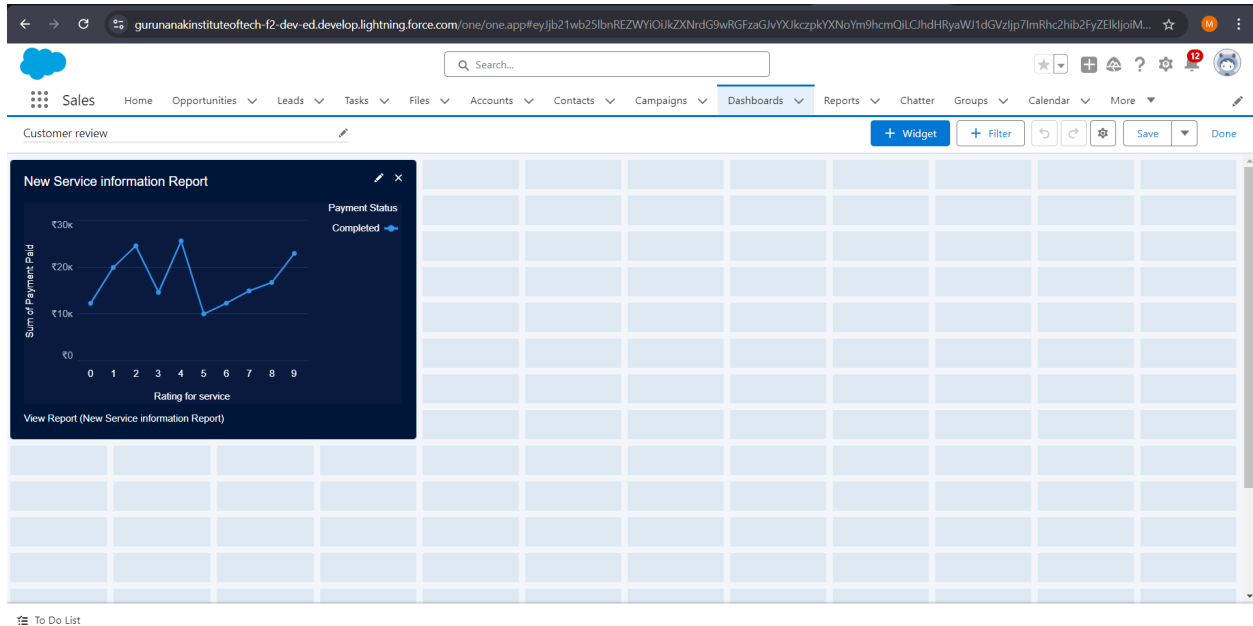 gurunanakinstituteoftech-f2-dev-ed.develop.lightning.force.com/one/one.app#eyJjb21wb25lbnREZWYiOiJkZXNrdG9wRGFzaGJvYXJkczpkYXNoYm9hcmQiLCJhdHRyaWJ1dGVzIjp7ImRhc2hib2FyZElkIjoiM... M
Search...
12
Sales Home Opportunities Leads Tasks Files Accounts Contacts Campaigns Dashboards Reports Chatter Groups Calendar More
Customer review + Widget + Filter Save Done
New Service information Report
Payment Status
Completed
Sum of Payment Paid
₹30K
₹20K
₹10K
₹0
0 1 2 3 4 5 6 7 8 9
Rating for service
View Report (New Service information Report)
To Do List